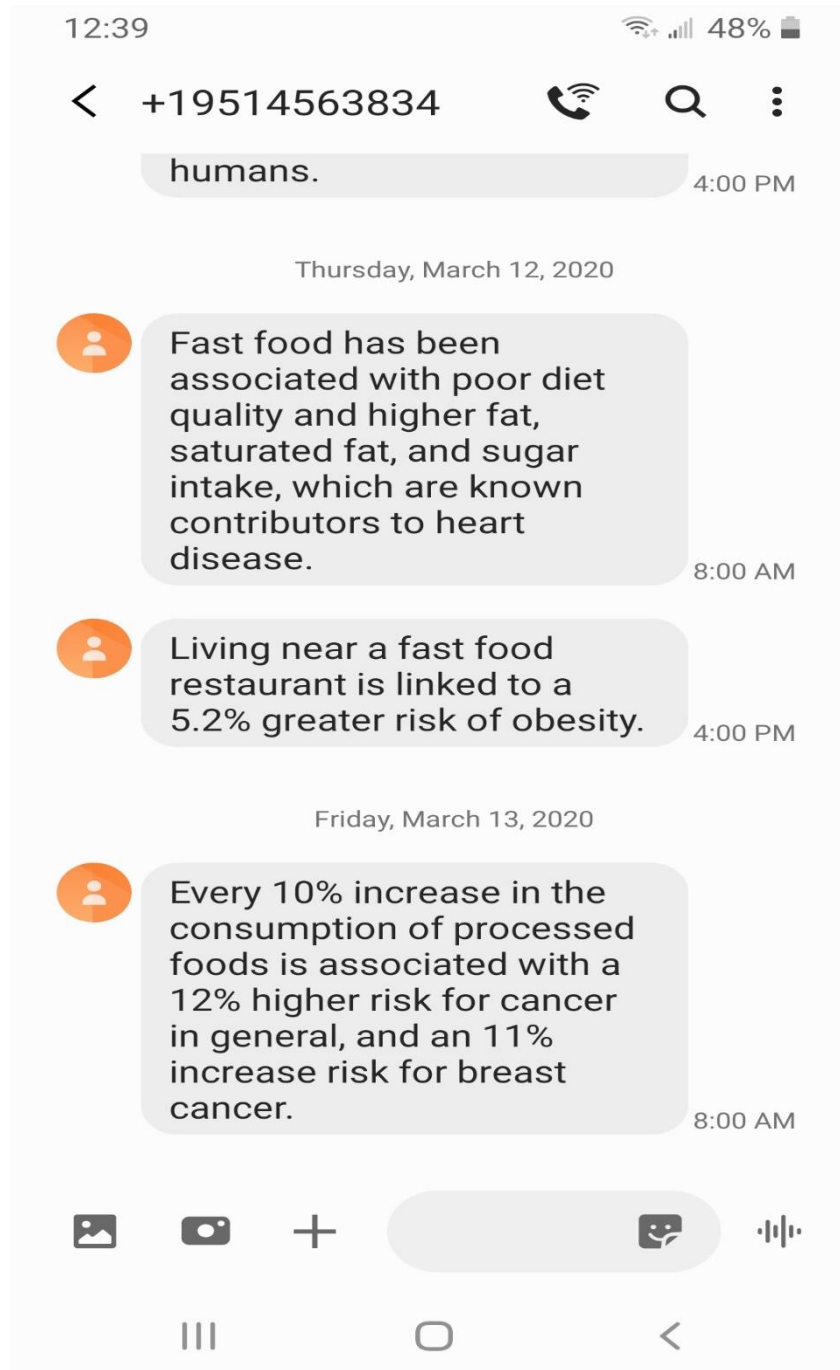 12:39 48%
+19514563834
humans.
4:00 PM
Thursday, March 12, 2020
Fast food has been
associated with poor diet
quality and higher fat,
saturated fat, and sugar
intake, which are known
contributors to heart
disease.
8:00 AM
Living near a fast food
restaurant is linked to a
5.2% greater risk of obesity.
4:00 PM
Friday, March 13, 2020
Every 10% increase in the
consumption of processed
foods is associated with a
12% higher risk for cancer
in general, and an 11%
increase risk for breast
cancer.
8:00 AM